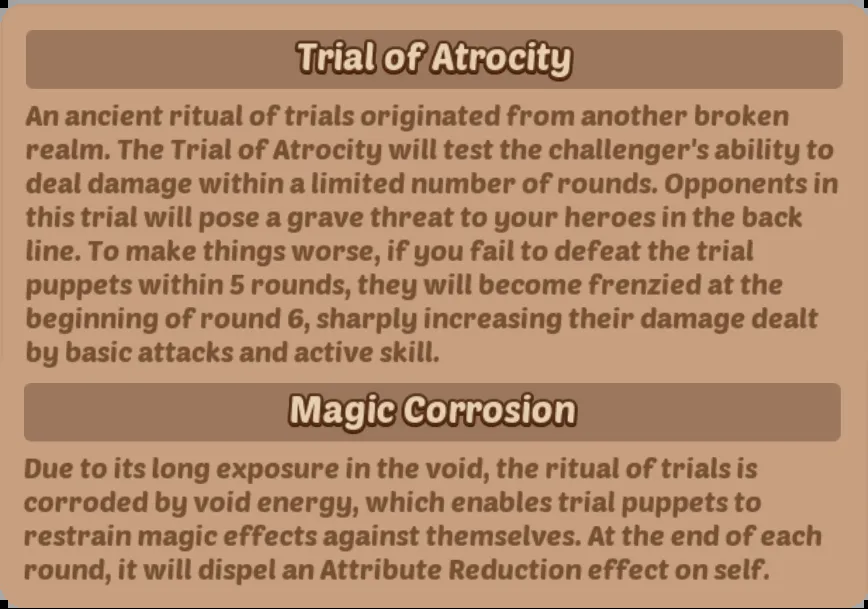 Trial of Atrocity
An ancient ritual of trials originated from another broken
realm. The Trial of Atrocity will test the challenger's ability to
deal damage within a limited number of rounds. Opponents in
this trial will pose a grave threat to your heroes in the back
line. To make things worse, if you fail to defeat the trial
puppets within 5 rounds, they will become frenzied at the
beginning of round 6, sharply increasing their damage dealt
by basic attacks and active skill.
Magic Corrosion
Due to its long exposure in the void, the ritual of trials is
corroded by void energy, which enables trial puppets to
restrain magic effects against themselves. At the end of each
round, it will dispel an Attribute Reduction effect on self.